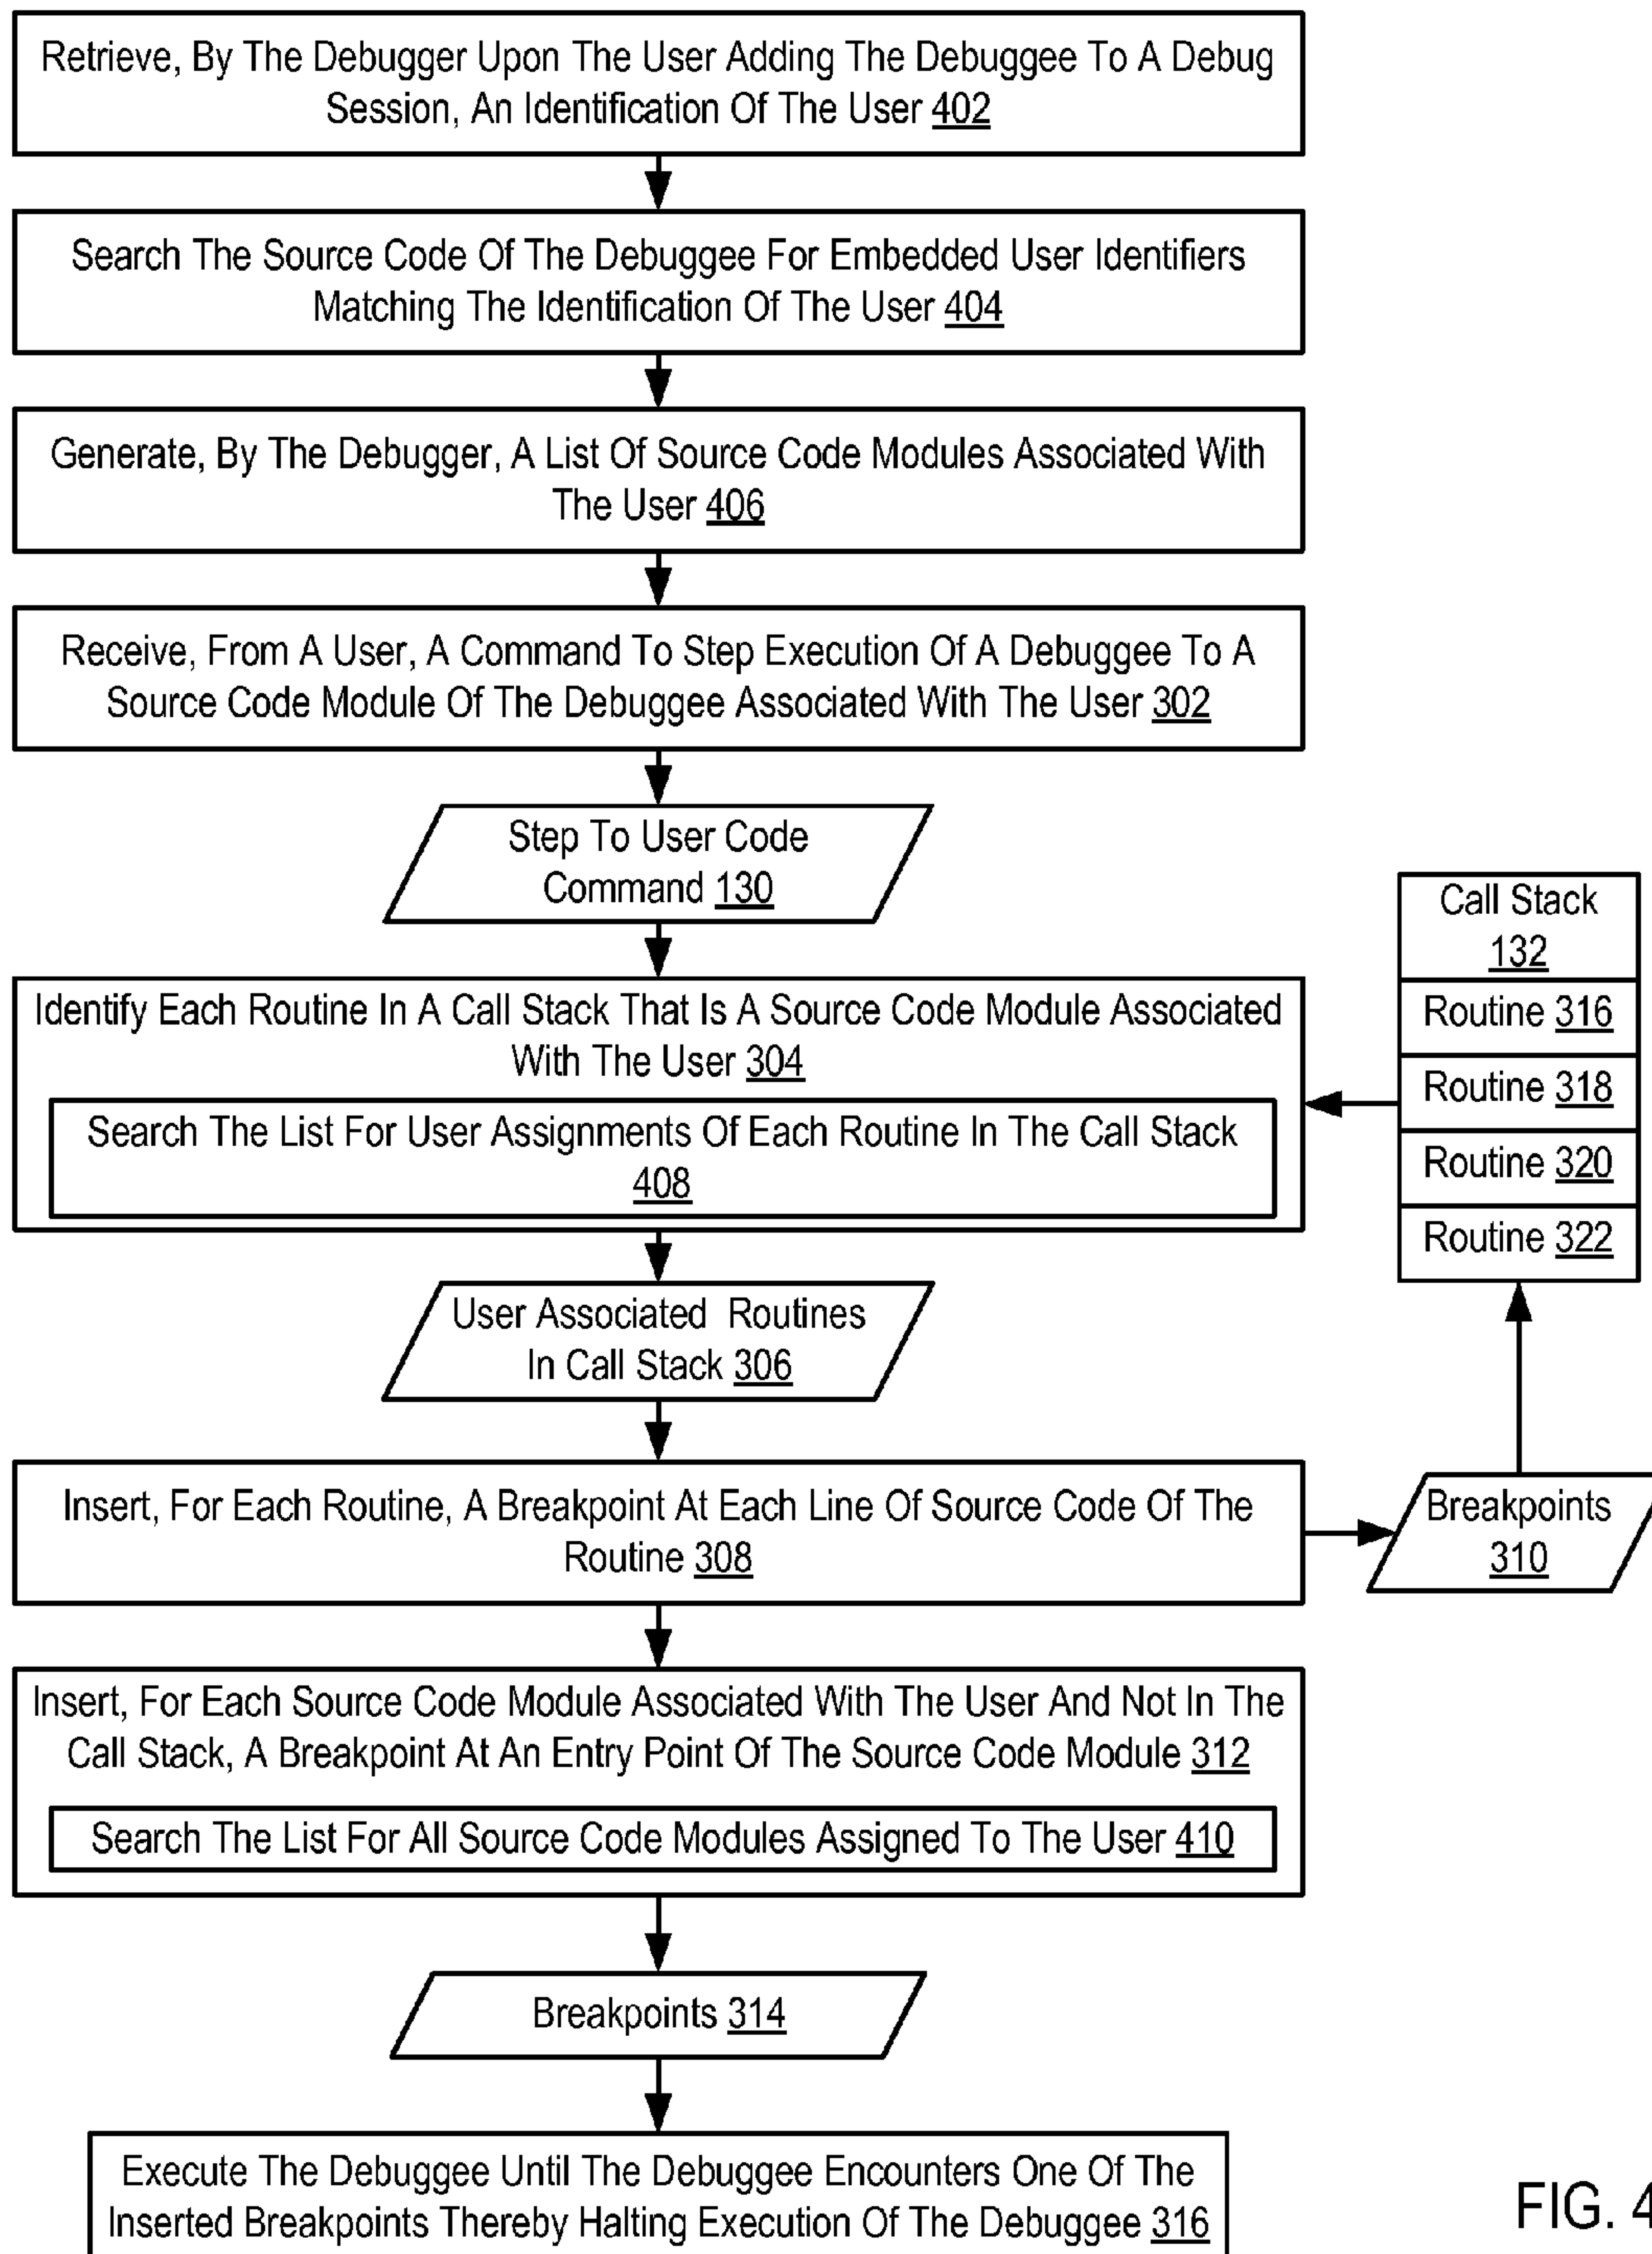 Retrieve, By The Debugger Upon The User Adding The Debuggee To A Debug
Session, An Identification Of The User 402
Search The Source Code Of The Debuggee For Embedded User Identifiers
Matching The Identification Of The User 404
Generate, By The Debugger, A List Of Source Code Modules Associated With
The User 406
Receive, From A User, A Command To Step Execution Of A Debuggee To A
Source Code Module Of The Debuggee Associated With The User 302
Step To User Code
Command 130
Call Stack
132
Routine 316
Routine 318
Routine 320
Routine 322
Identify Each Routine In A Call Stack That Is A Source Code Module Associated
With The User 304
Search The List For User Assignments Of Each Routine In The Call Stack
408
User Associated Routines
In Call Stack 306
Insert, For Each Routine, A Breakpoint At Each Line Of Source Code Of The
Routine 308
Breakpoints
310
Insert, For Each Source Code Module Associated With The User And Not In The
Call Stack, A Breakpoint At An Entry Point Of The Source Code Module 312
Search The List For All Source Code Modules Assigned To The User 410
Breakpoints 314
Execute The Debuggee Until The Debuggee Encounters One Of The
Inserted Breakpoints Thereby Halting Execution Of The Debuggee 316
FIG. 4